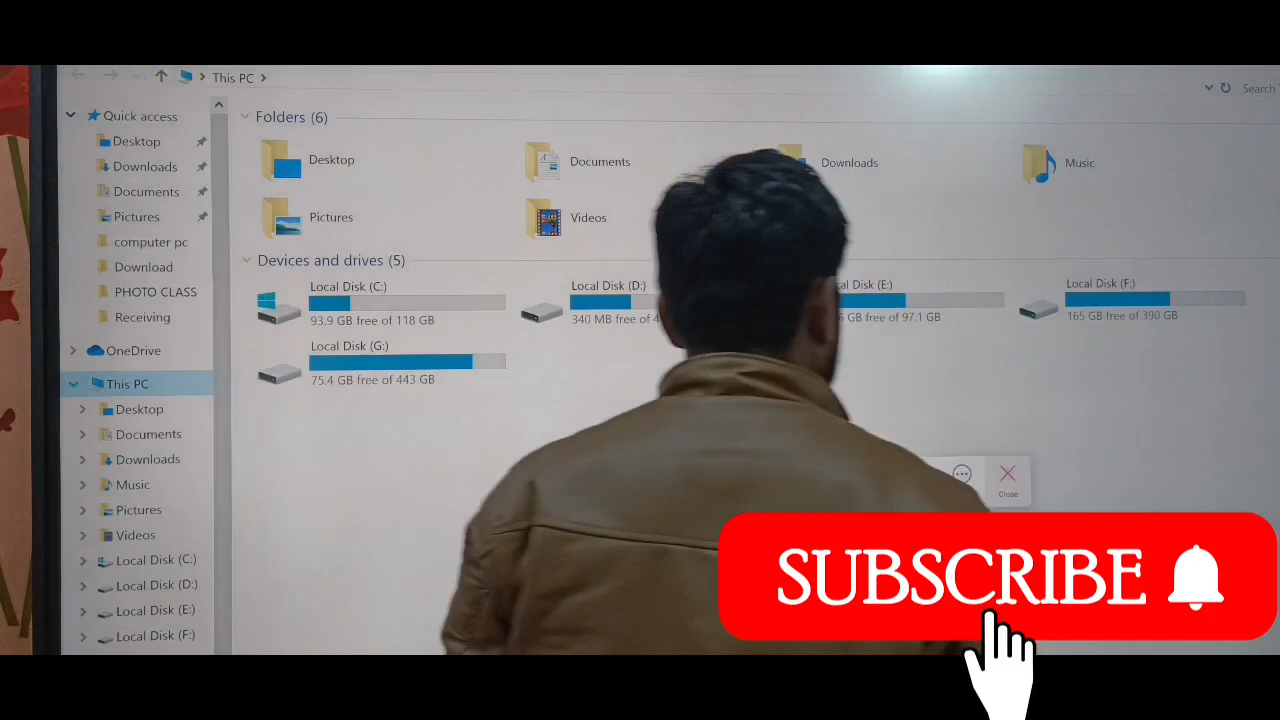 This PC
Search
Quick access
Desktop
Downloads
Documents
Pictures
computer pc
Download
PHOTO CLASS
Receiving
OneDrive
This PC
Desktop
Documents
Downloads
Music
Pictures
Videos
Local Disk (C:)
Local Disk (D:)
Local Disk (E:)
Local Disk (F:)
Folders (6)
Desktop
Documents
Downloads
Music
Pictures
Videos
Devices and drives (5)
Local Disk (C:)
93.9 GB free of 118 GB
Local Disk (D:)
340 MB free of
Disk (E:)
GB free of 97.1 GB
Local Disk (F:)
165 GB free of 390 GB
Local Disk (G:)
75.4 GB free of 443 GB
Close
SUBSCRIBE